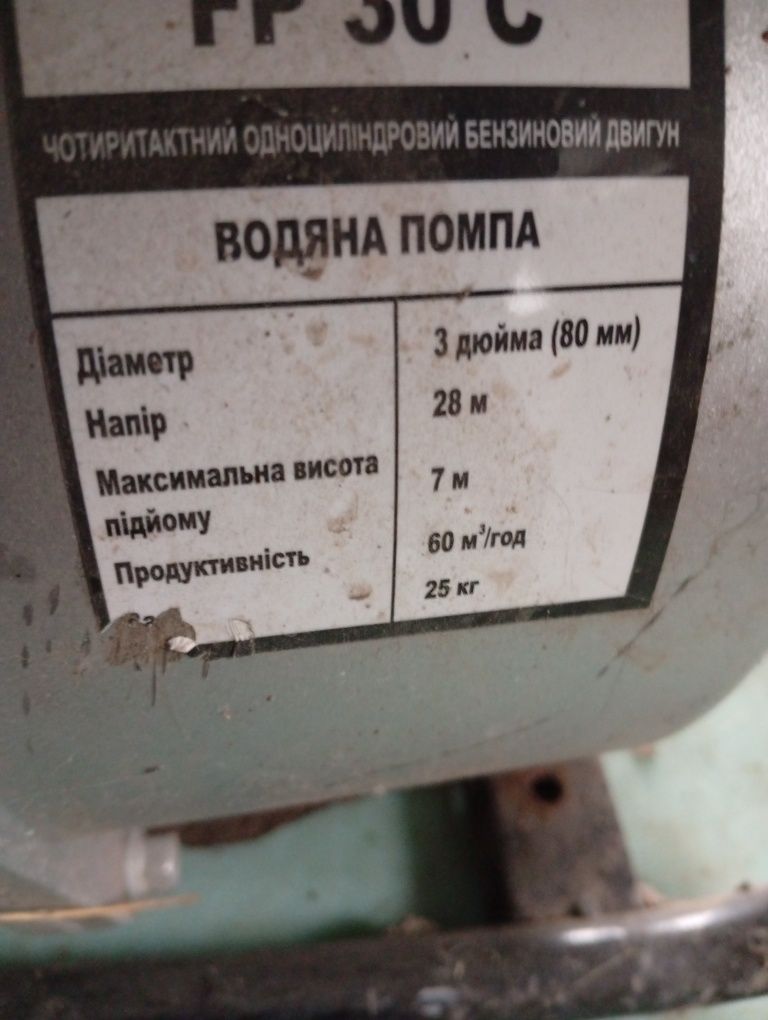 FP 30 C
ЧОТИРИТАКТНИЙ ОДНОЦИЛІНДРОВИЙ БЕНЗИНОВИЙ ДВИГУН
ВОДЯНА ПОМПА
Діаметр 3 дюйма (80 мм)
Напір 28 м
Максимальна висота підйому 7 м
Продуктивність 60 м³/год
25 кг